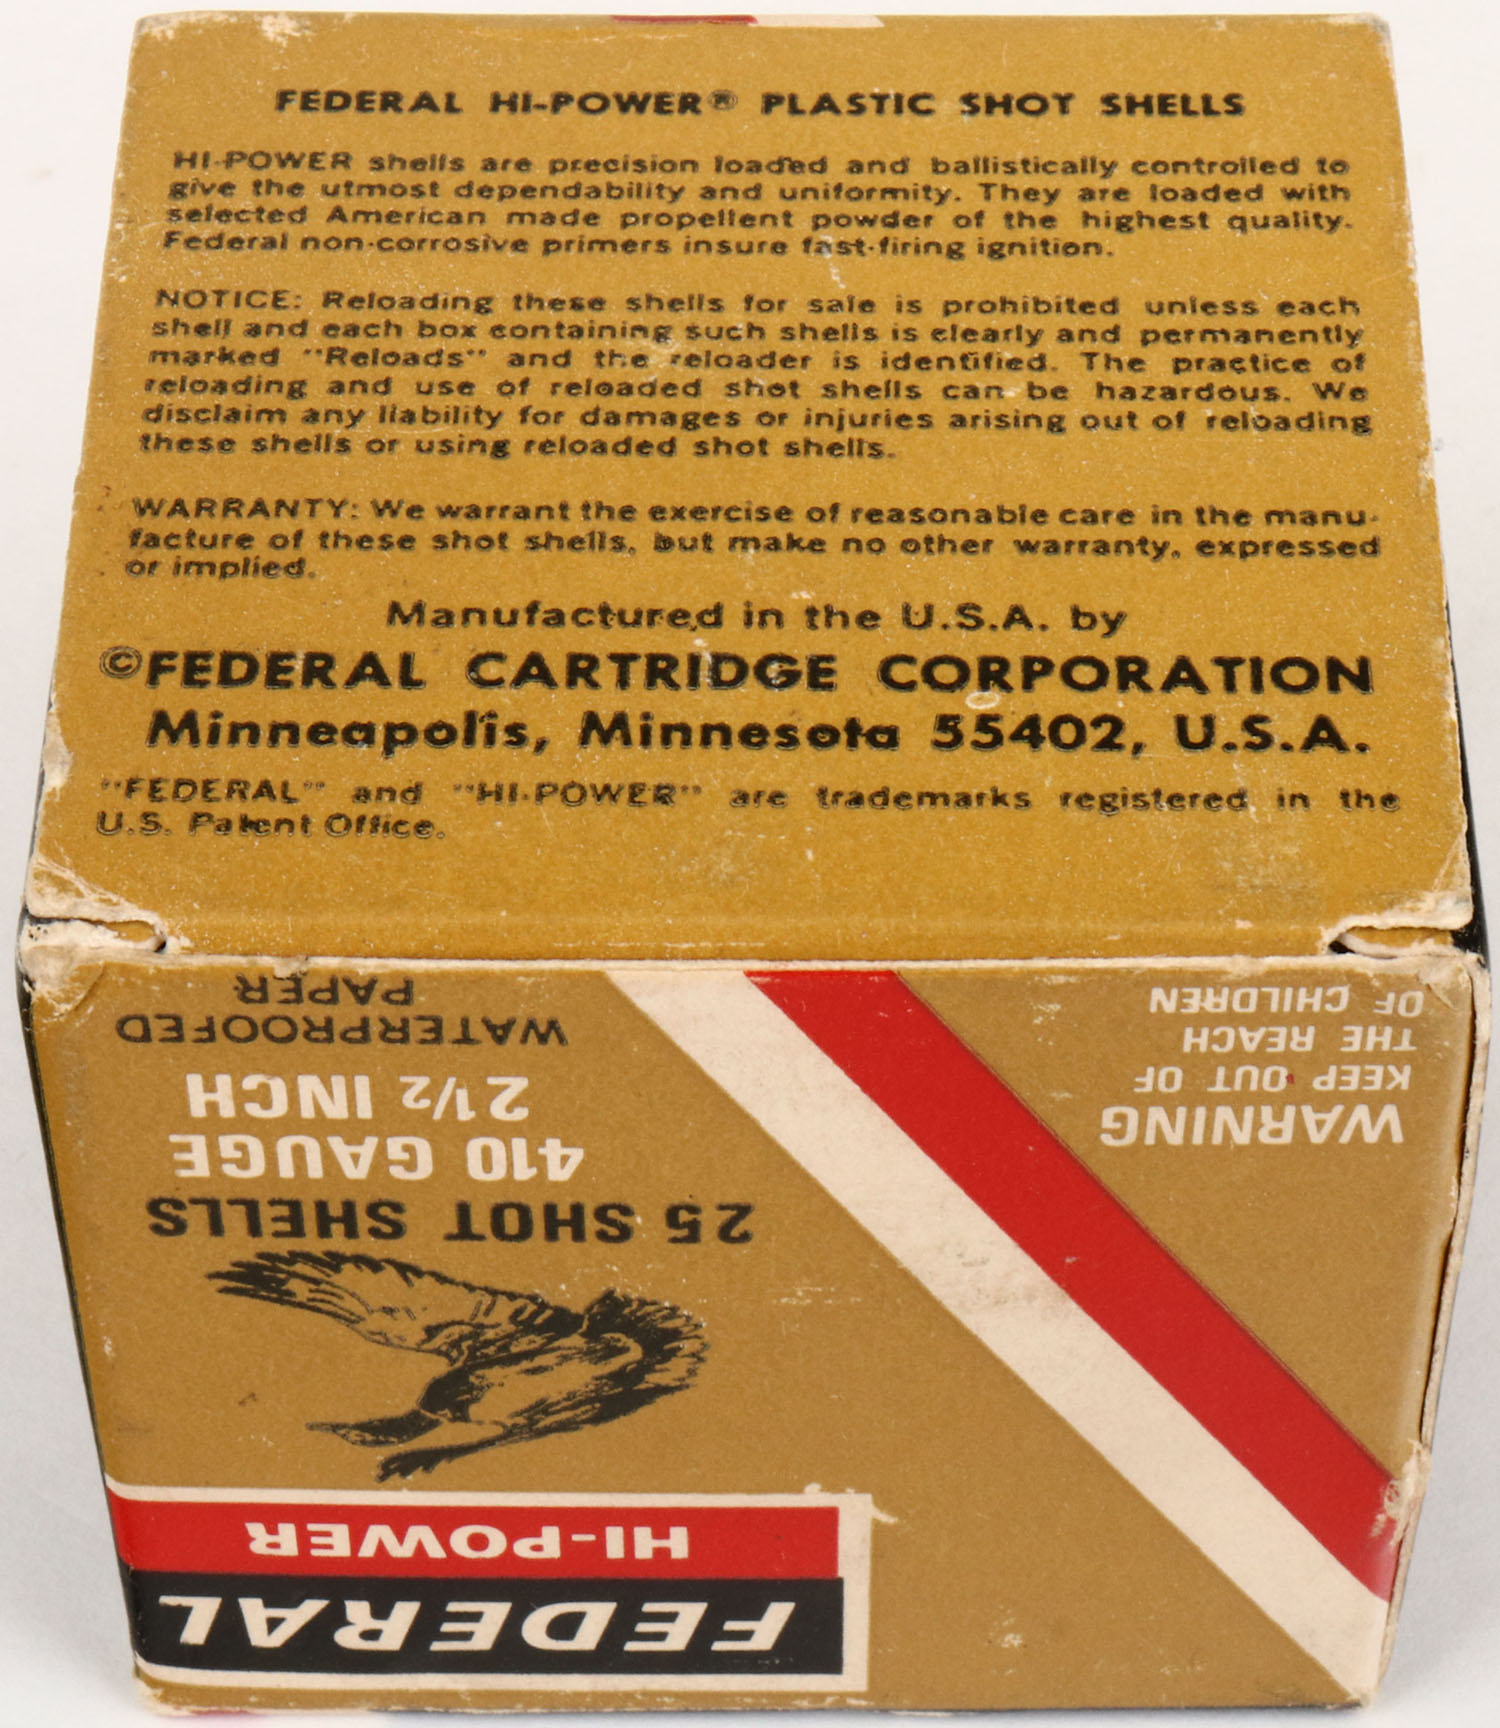 FEDERAL HI-POWER® PLASTIC SHOT SHELLS
HI-POWER shells are precision loaded and ballistically controlled to
give the utmost dependability and uniformity. They are loaded with
selected American made propellent powder of the highest quality.
Federal non-corrosive primers insure fast-firing ignition.
NOTICE: Reloading these shells for sale is prohibited unless each
shell and each box containing such shells is clearly and permanently
marked "Reloads" and the reloader is identified. The practice of
reloading and use of reloaded shot shells can be hazardous. We
disclaim any liability for damages or injuries arising out of reloading
these shells or using reloaded shot shells.
WARRANTY: We warrant the exercise of reasonable care in the manu-
facture of these shot shells, but make no other warranty, expressed
or implied.
Manufactured in the U.S.A. by
©FEDERAL CARTRIDGE CORPORATION
Minneapolis, Minnesota 55402, U.S.A.
"FEDERAL" and "HI-POWER" are trademarks registered in the
U.S. Patent Office.
FEDERAL
HI-POWER
25 SHOT SHELLS
410 GAUGE
2 1/2 INCH
WATERPROOFED
PAPER
WARNING
KEEP OUT OF
THE REACH
OF CHILDREN